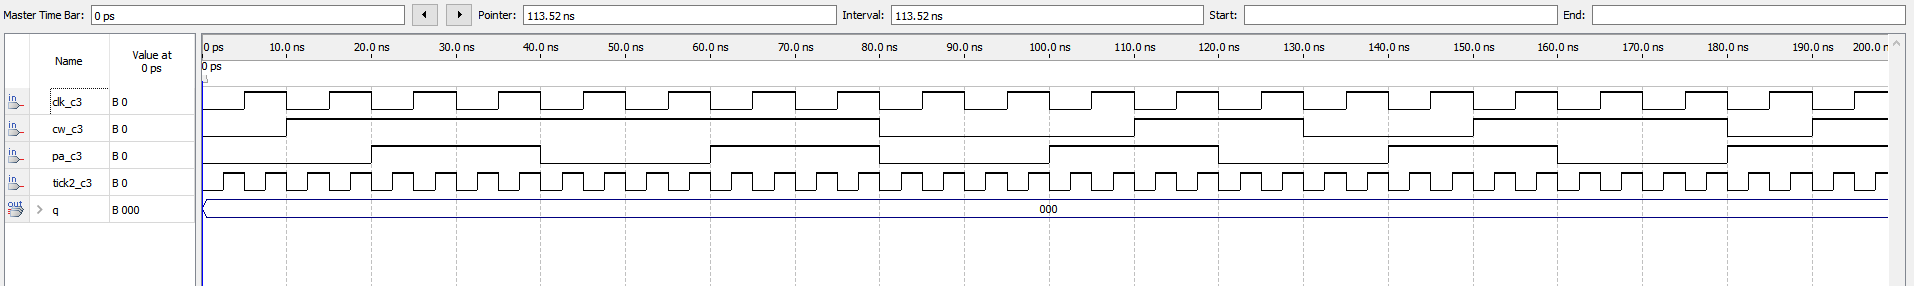 Master Time Bar: 0 ps Pointer: 113.52 ns Interval: 113.52 ns Start: End:
Name Value at 0 ps
0 ps 10.0 ns 20.0 ns 30.0 ns 40.0 ns 50.0 ns 60.0 ns 70.0 ns 80.0 ns 90.0 ns 100.0 ns 110.0 ns 120.0 ns 130.0 ns 140.0 ns 150.0 ns 160.0 ns 170.0 ns 180.0 ns 190.0 ns 200.0 n
0 ps
in clk_c3 B 0
in cw_c3 B 0
in pa_c3 B 0
in tick2_c3 B 0
out q B 000 000